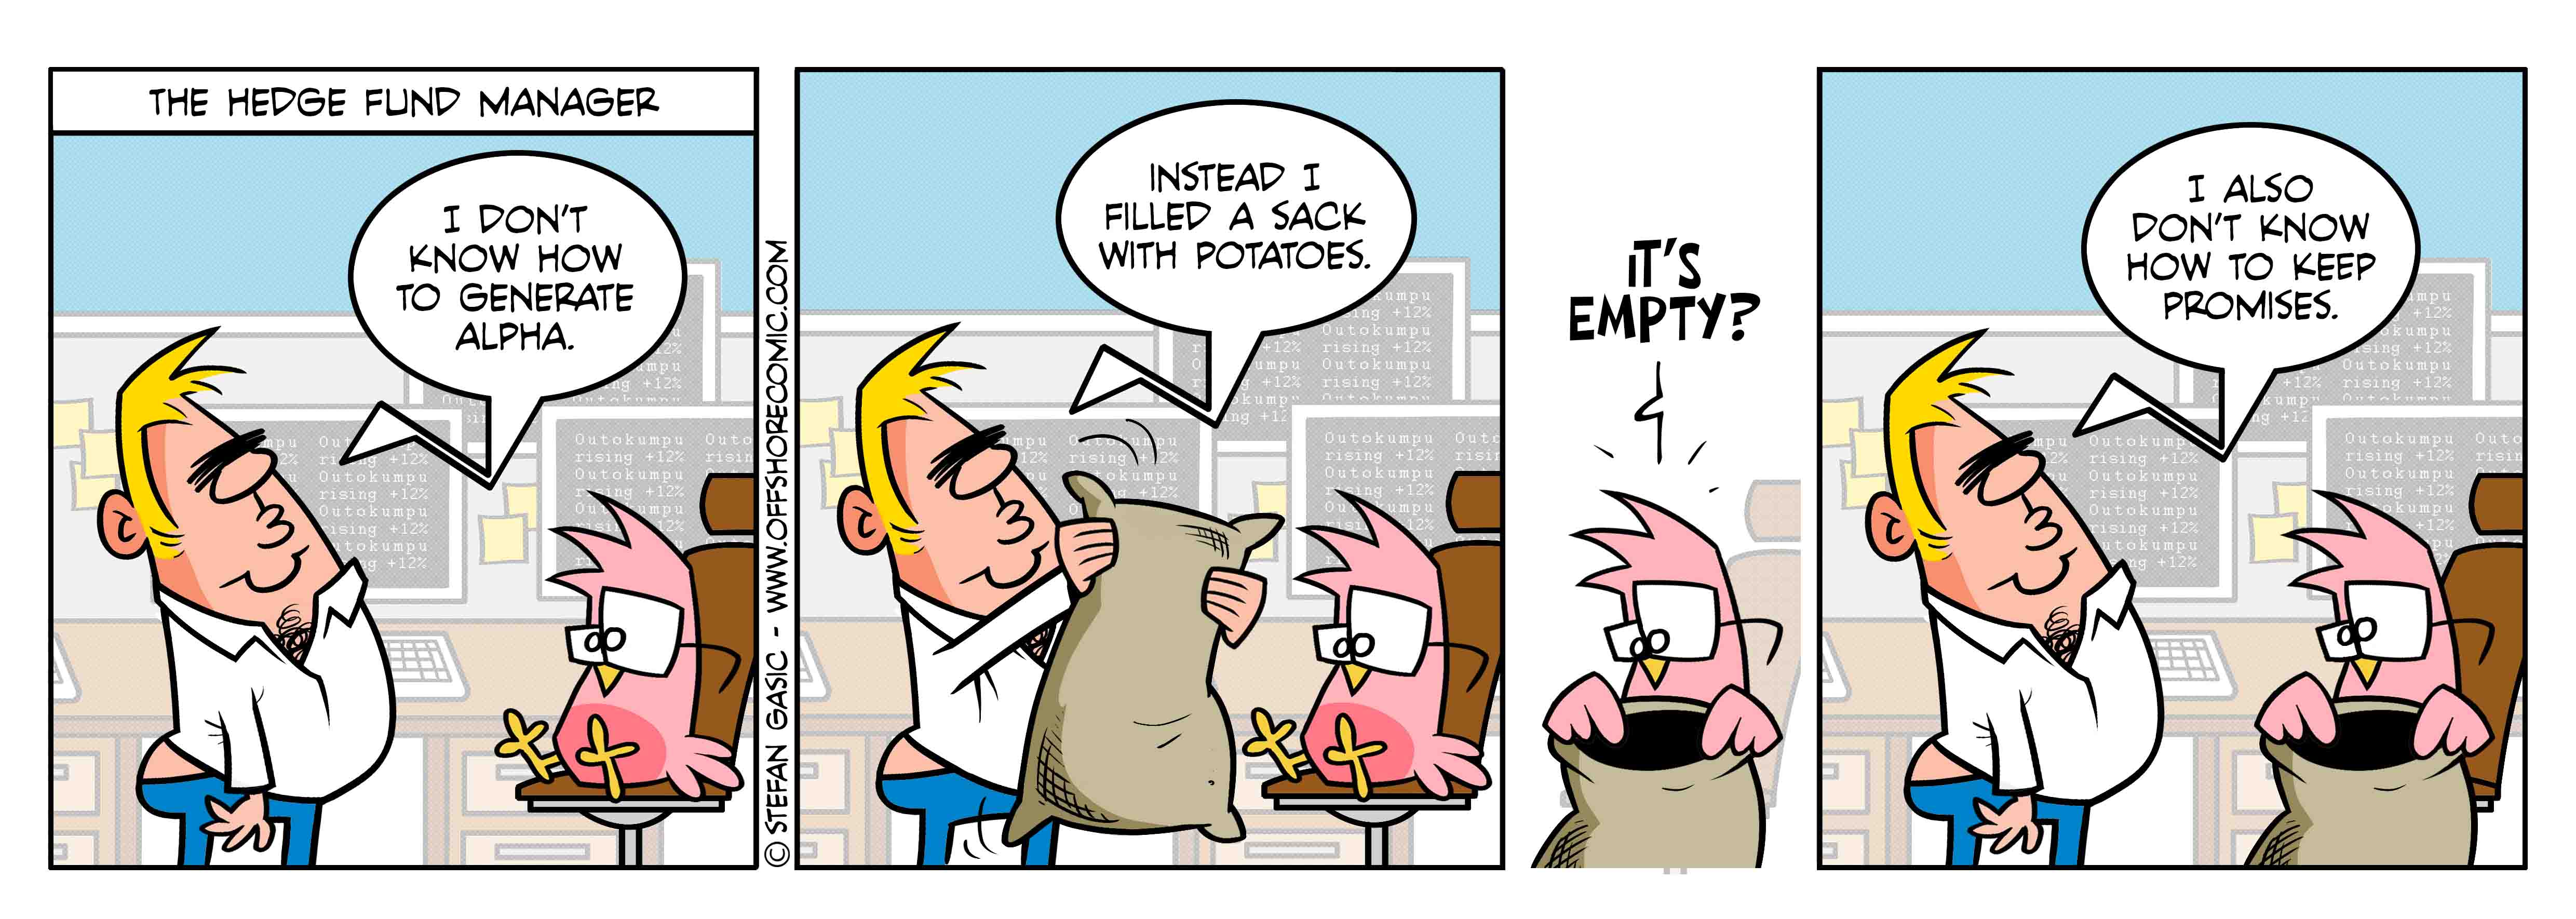 THE HEDGE FUND MANAGER
I DON'T
KNOW HOW
TO GENERATE
ALPHA.
© STEFAN GASIC - WWW.OFFSHORECOMIC.COM
INSTEAD I
FILLED A SACK
WITH POTATOES.
IT'S
EMPTY?
I ALSO
DON'T KNOW
HOW TO KEEP
PROMISES.
Outokumpu
rising +12%
Outokumpu
rising +12%
Outokumpu